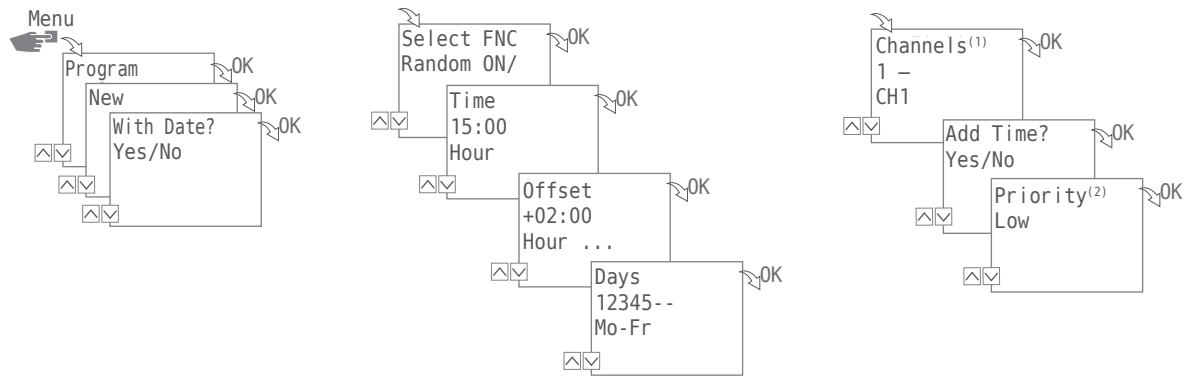 Menu
Program
OK
New
OK
With Date?
Yes/No
OK
Select FNC
Random ON/
OK
Time
15:00
Hour
OK
Offset
+02:00
Hour ...
OK
Days
12345--
Mo-Fr
OK
Channels(1)
1 –
CH1
OK
Add Time?
Yes/No
OK
Priority(2)
Low
OK